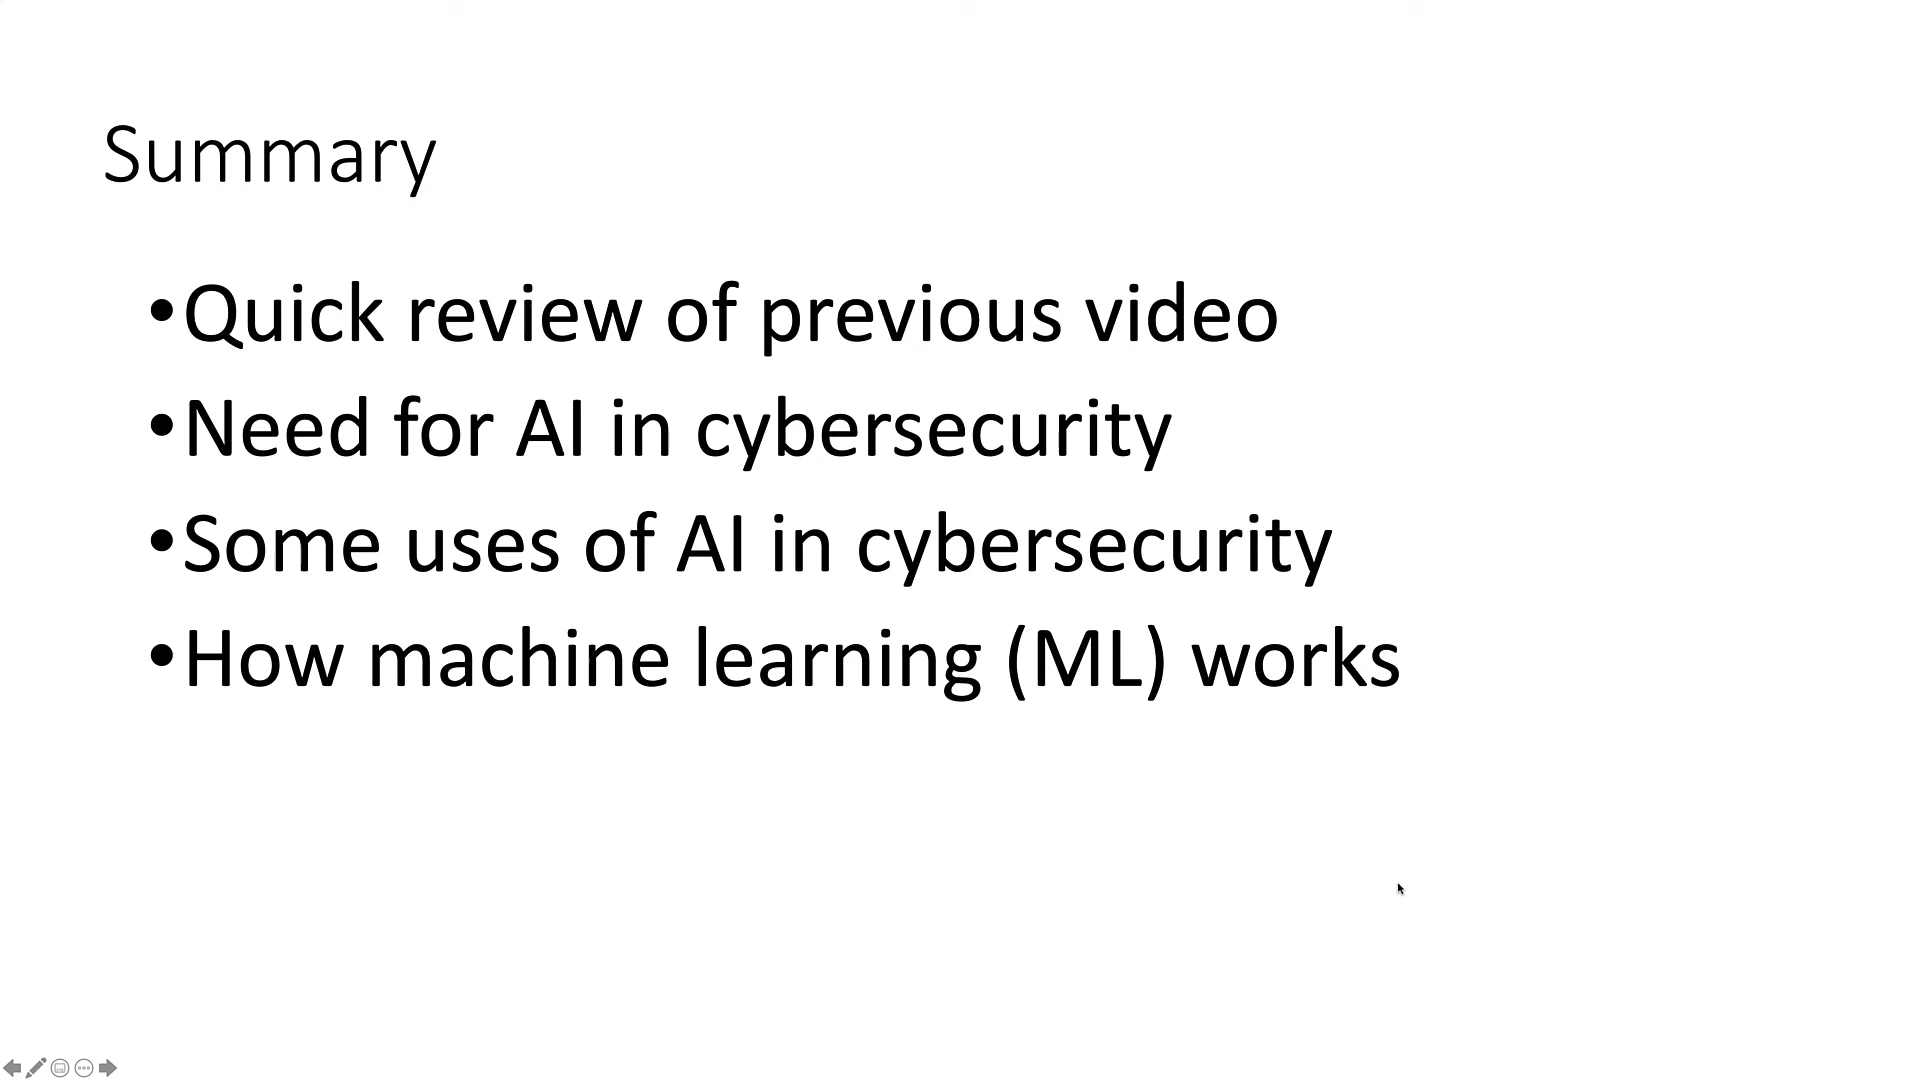 Summary
•Quick review of previous video
•Need for AI in cybersecurity
•Some uses of AI in cybersecurity
•How machine learning (ML) works